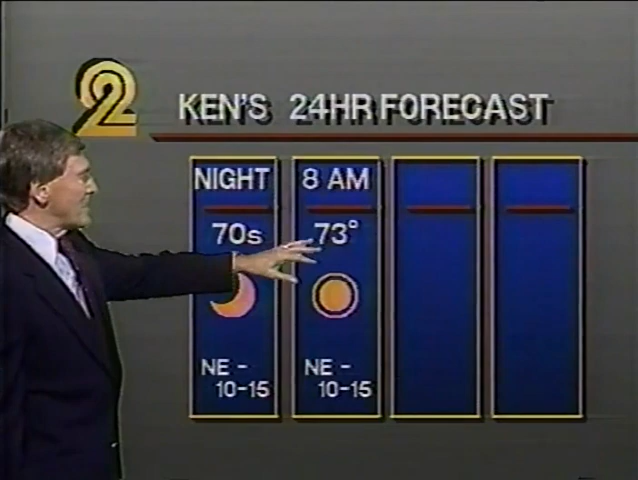 2
KEN'S 24HR FORECAST
NIGHT
70s
NE -
10-15
8 AM
73°
NE -
10-15